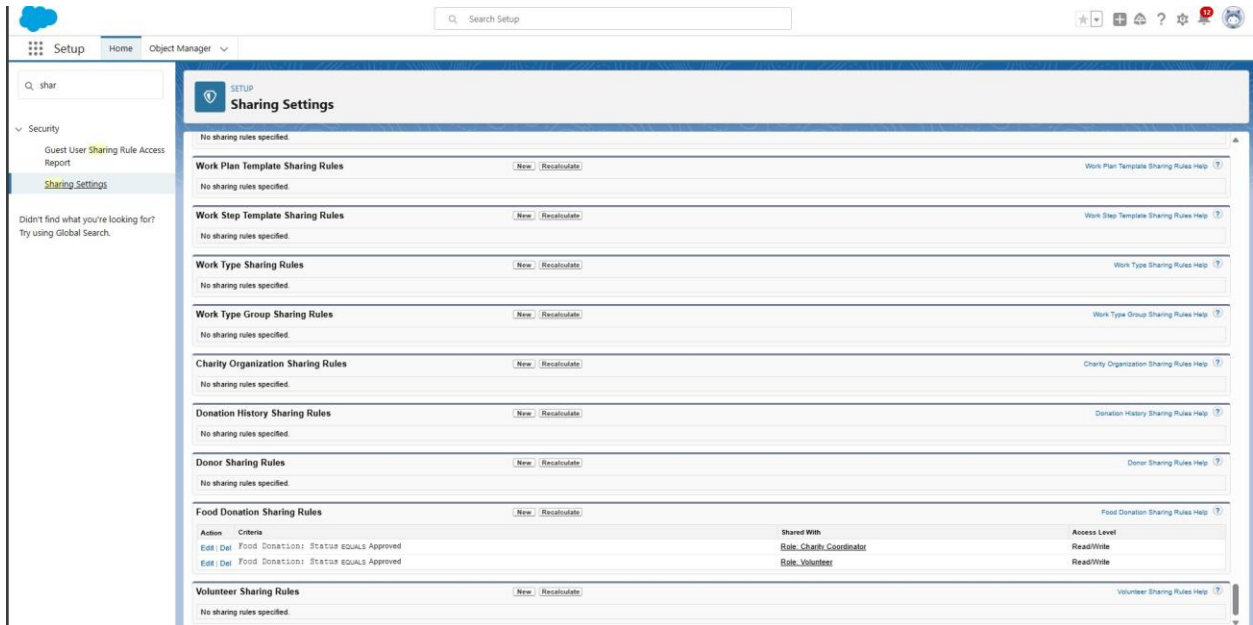 Search Setup
12
Setup
Home
Object Manager
shar
Security
Guest User Sharing Rule Access
Report
Sharing Settings
Didn't find what you're looking for?
Try using Global Search.
SETUP
Sharing Settings
No sharing rules specified.
Work Plan Template Sharing Rules New Recalculate Work Plan Template Sharing Rules Help ?
No sharing rules specified.
Work Step Template Sharing Rules New Recalculate Work Step Template Sharing Rules Help ?
No sharing rules specified.
Work Type Sharing Rules New Recalculate Work Type Sharing Rules Help ?
No sharing rules specified.
Work Type Group Sharing Rules New Recalculate Work Type Group Sharing Rules Help ?
No sharing rules specified.
Charity Organization Sharing Rules New Recalculate Charity Organization Sharing Rules Help ?
No sharing rules specified.
Donation History Sharing Rules New Recalculate Donation History Sharing Rules Help ?
No sharing rules specified.
Donor Sharing Rules New Recalculate Donor Sharing Rules Help ?
No sharing rules specified.
Food Donation Sharing Rules New Recalculate Food Donation Sharing Rules Help ?
Action Criteria Shared With Access Level
Edit | Del Food Donation: Status EQUALS Approved Role: Charity Coordinator Read/Write
Edit | Del Food Donation: Status EQUALS Approved Role: Volunteer Read/Write
Volunteer Sharing Rules New Recalculate Volunteer Sharing Rules Help ?
No sharing rules specified.